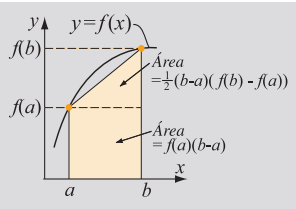 y
y=f(x)
f(b)
Área
=½(b-a)( f(b) - f(a))
f(a)
Área
= f(a)(b-a)
x
a
b